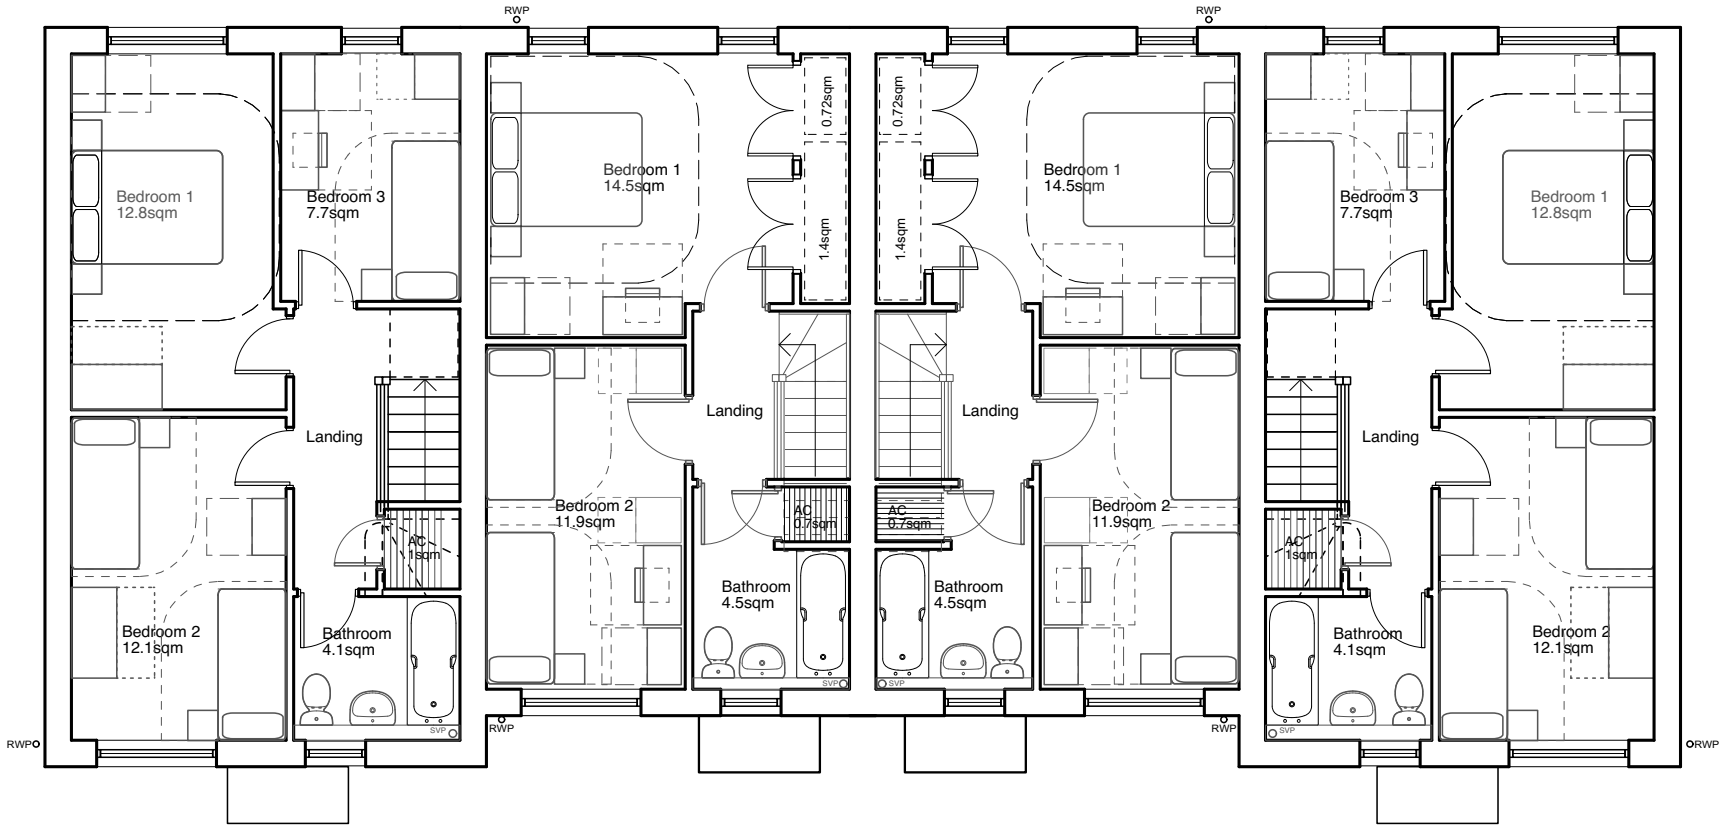 RWP
RWP
0.72sqm
0.72sqm
Bedroom 1
12.8sqm
Bedroom 3
7.7sqm
Bedroom 1
14.5sqm
1.4sqm
1.4sqm
Bedroom 1
14.5sqm
Bedroom 3
7.7sqm
Bedroom 1
12.8sqm
Landing
Landing
Landing
Landing
Bedroom 2
11.9sqm
AC
0.7sqm
AC
0.7sqm
Bedroom 2
11.9sqm
AC
1sqm
AC
1sqm
Bathroom
4.5sqm
Bathroom
4.5sqm
Bedroom 2
12.1sqm
Bathroom
4.1sqm
Bathroom
4.1sqm
Bedroom 2
12.1sqm
SVP
SVP
SVP
RWP
RWP
SVP
RWP
RWP